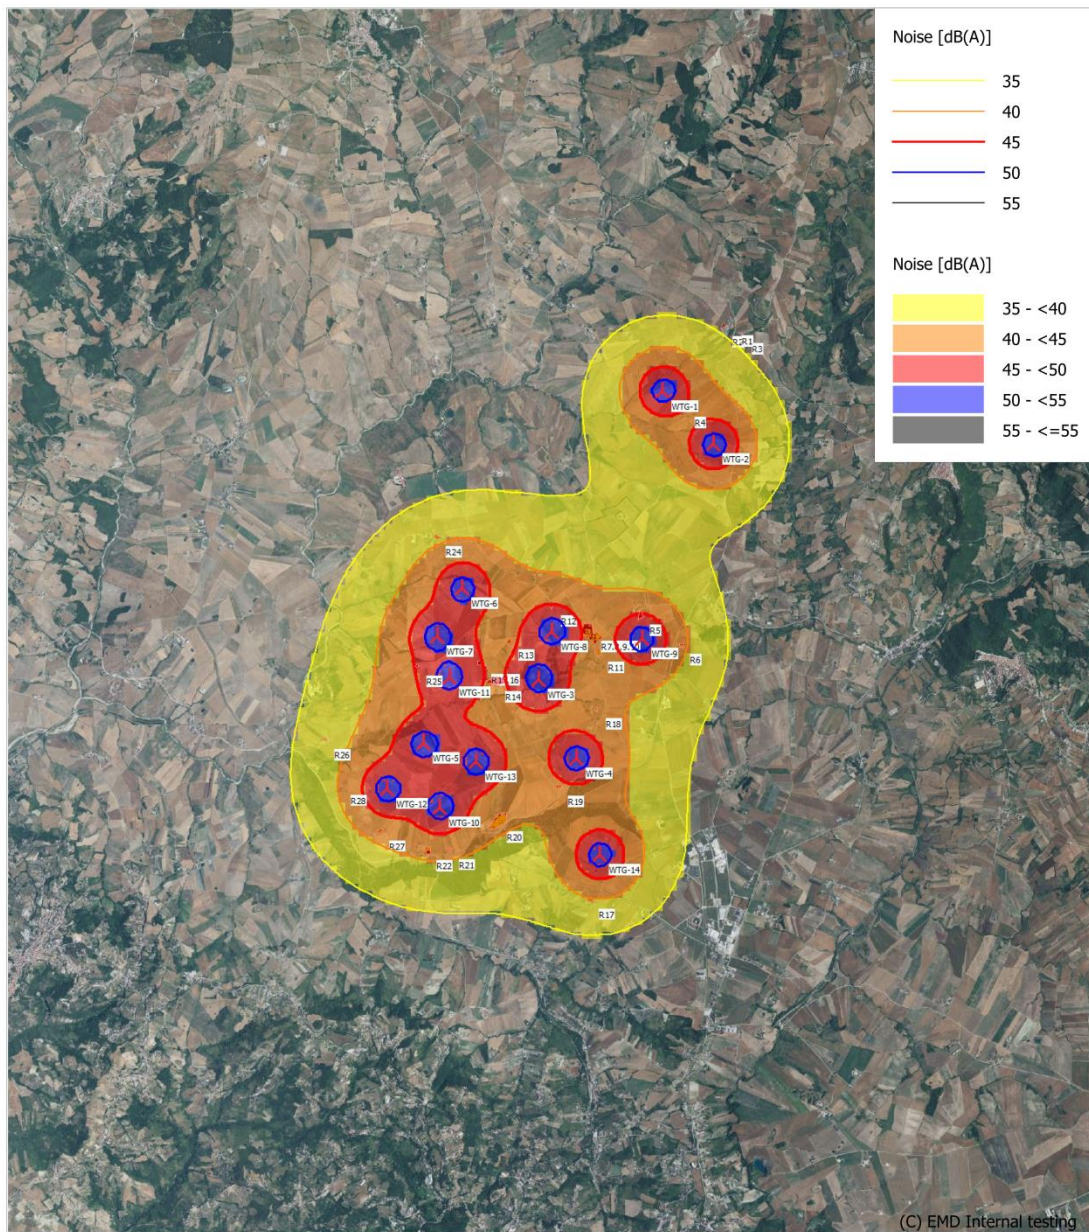 Noise [dB(A)]
35
40
45
50
55
Noise [dB(A)]
35 - <40
40 - <45
45 - <50
50 - <55
55 - <=55
R2 R1
R3
WTG-1
R4
WTG-2
R24
WTG-6
R12
R5
WTG-7
WTG-8
WTG-9
R13
R6
R11
R25
16
WTG-11
WTG-3
R14
R18
R26
WTG-5
WTG-13
WTG-4
R28
WTG-12
R19
WTG-10
R20
R27
R22
R21
WTG-14
R17
(C) EMD Internal testing